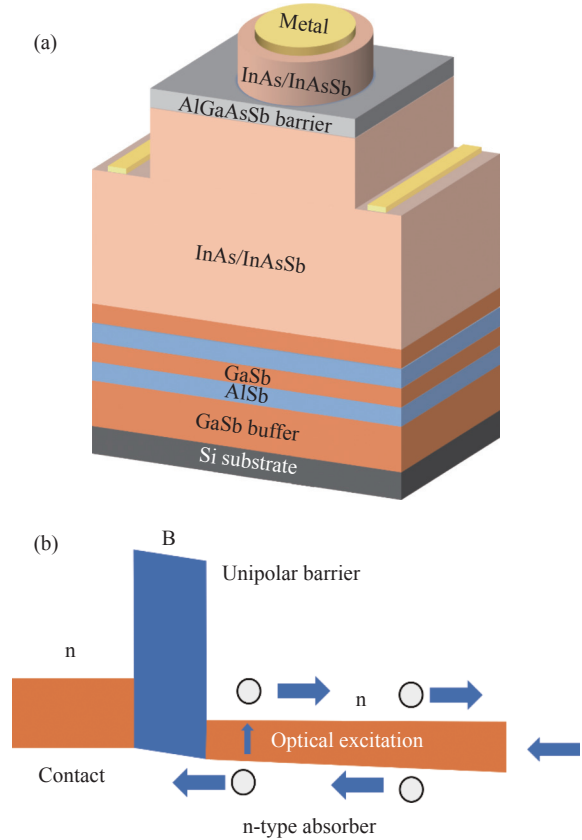 (a)
Metal
InAs/InAsSb
AlGaAsSb barrier
InAs/InAsSb
GaSb
AlSb
GaSb buffer
Si substrate
(b)
B
Unipolar barrier
n
n
Optical excitation
Contact
n-type absorber